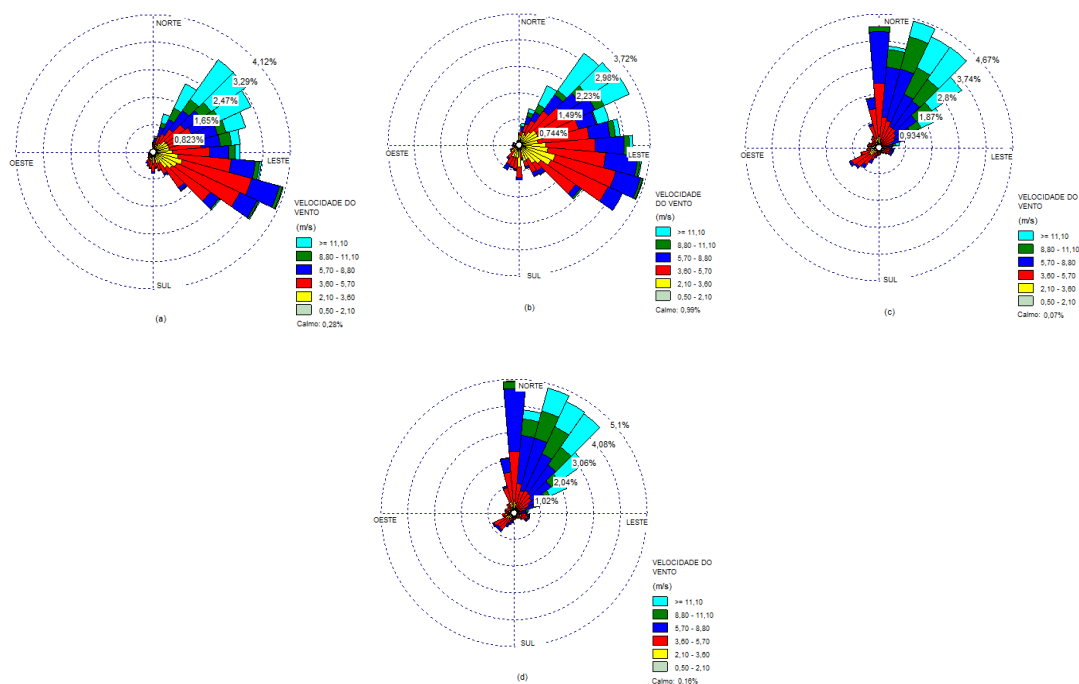 NORTE
4,12%
3,29%
2,47%
1,65%
0,823%
OESTE
LESTE
SUL
VELOCIDADE DO
VENTO
(m/s)
>= 11,10
8,80 - 11,10
5,70 - 8,80
3,60 - 5,70
2,10 - 3,60
0,50 - 2,10
Calmo: 0,28%
(a)
NORTE
3,72%
2,98%
2,23%
1,49%
0,744%
OESTE
LESTE
SUL
VELOCIDADE
DO VENTO
(m/s)
>= 11,10
8,80 - 11,10
5,70 - 8,80
3,60 - 5,70
2,10 - 3,60
0,50 - 2,10
Calmo: 0,99%
(b)
NORTE
4,67%
3,74%
2,8%
1,87%
0,934%
OESTE
LESTE
SUL
VELOCIDADE DO
VENTO
(m/s)
>= 11,10
8,80 - 11,10
5,70 - 8,80
3,60 - 5,70
2,10 - 3,60
0,50 - 2,10
Calmo: 0,07%
(c)
NORTE
5,1%
4,08%
3,06%
2,04%
1,02%
OESTE
LESTE
SUL
VELOCIDADE DO
VENTO
(m/s)
>= 11,10
8,80 - 11,10
5,70 - 8,80
3,60 - 5,70
2,10 - 3,60
0,50 - 2,10
Calmo: 0,16%
(d)